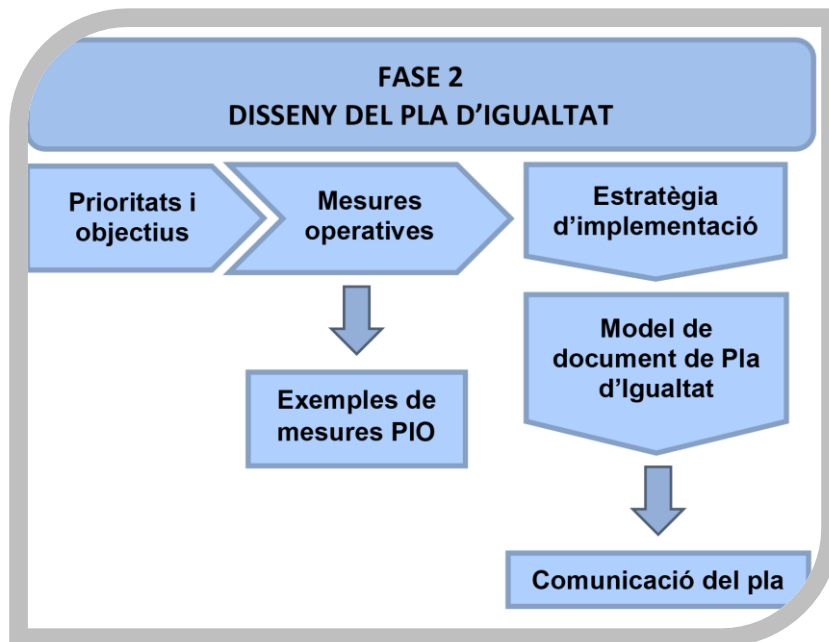 FASE 2
DISSENY DEL PLA D’IGUALTAT
Prioritats i
objectius
Mesures
operatives
Estratègia
d’implementació
Exemples de
mesures PIO
Model de
document de Pla
d’Igualtat
Comunicació del pla